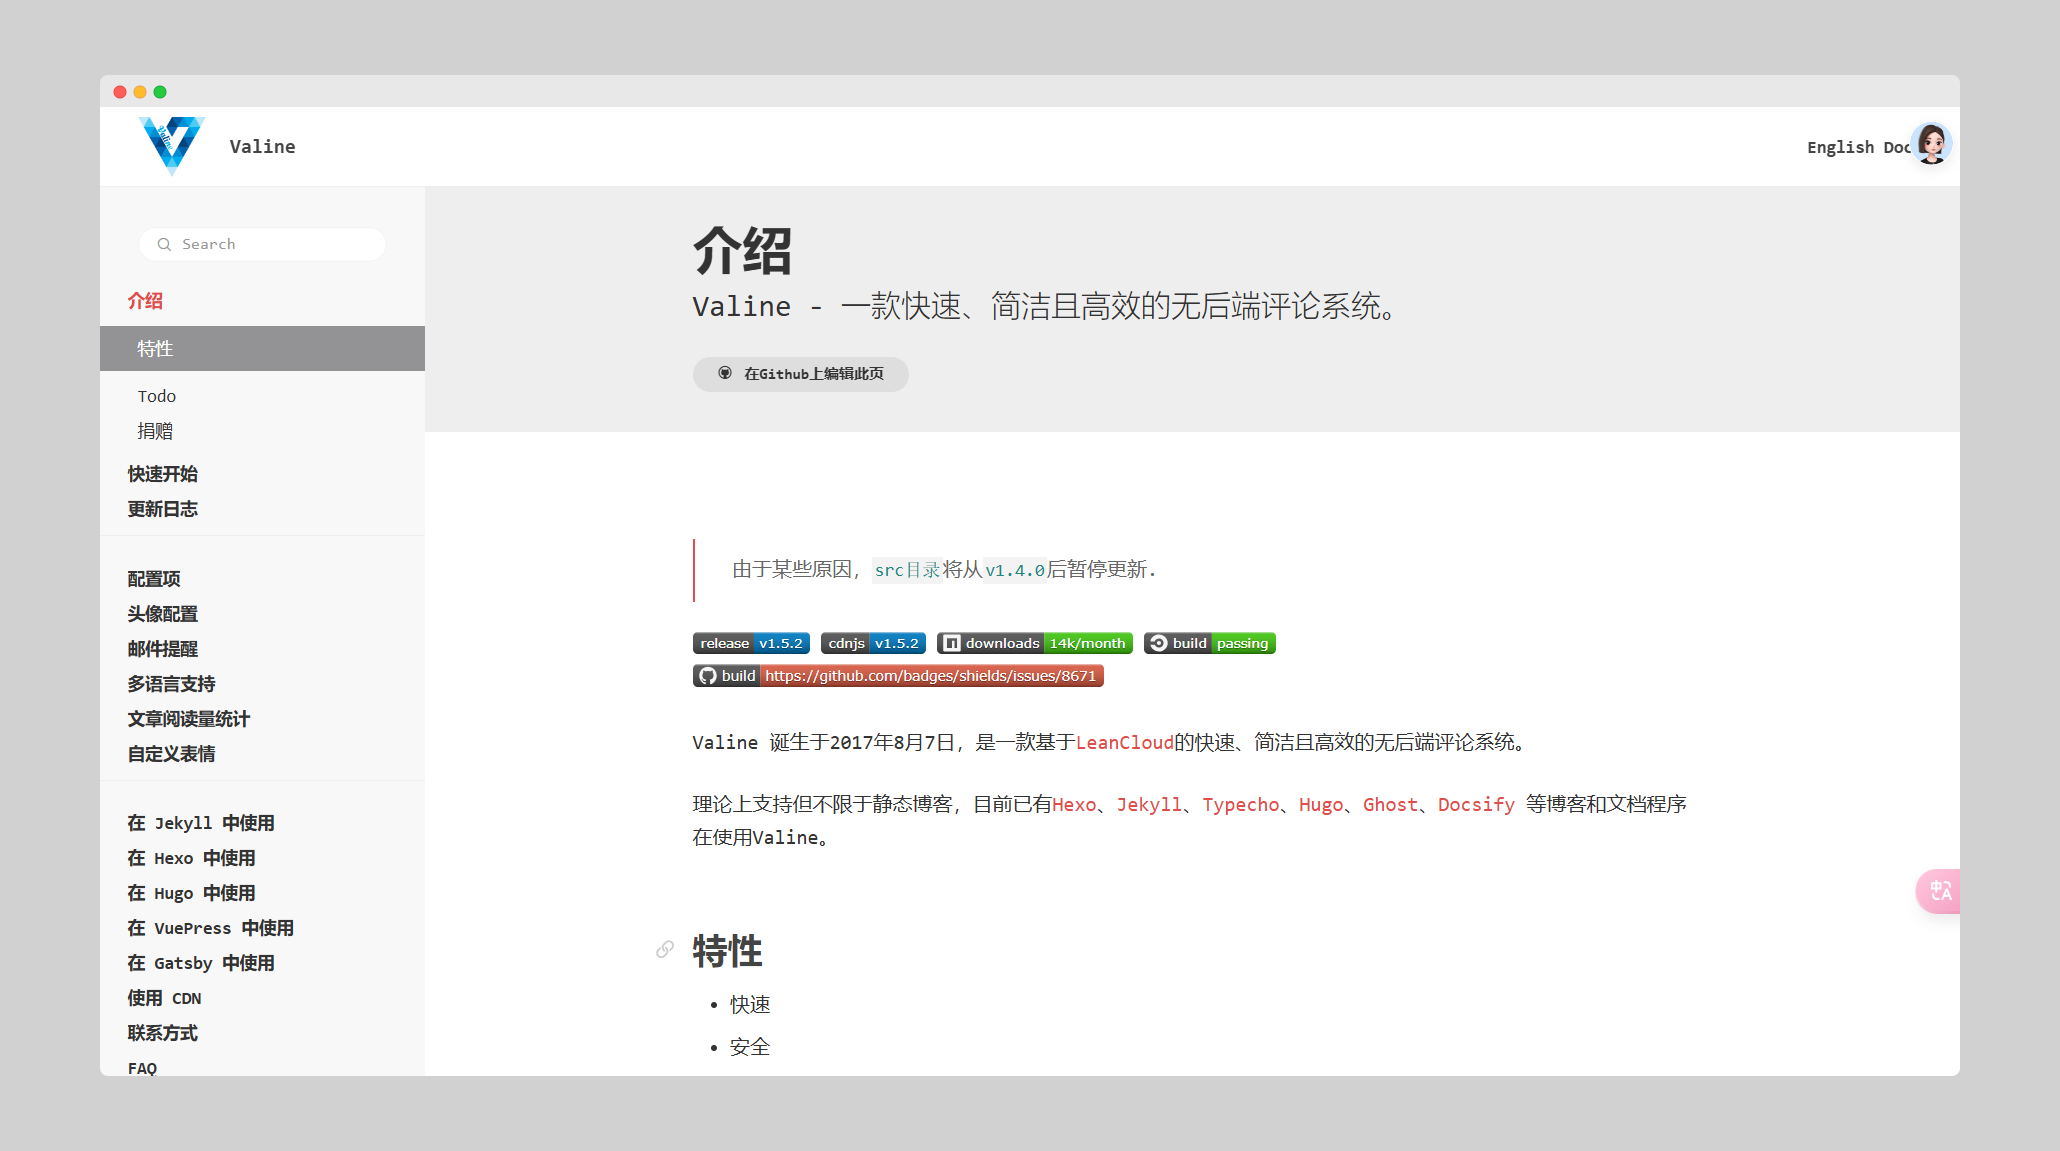 Valine
English Doc
Search
介绍
特性
Todo
捐赠
快速开始
更新日志
配置项
头像配置
邮件提醒
多语言支持
文章阅读量统计
自定义表情
在 Jekyll 中使用
在 Hexo 中使用
在 Hugo 中使用
在 VuePress 中使用
在 Gatsby 中使用
使用 CDN
联系方式
FAQ
介绍
Valine - 一款快速、简洁且高效的无后端评论系统。
在Github上编辑此页
由于某些原因，src目录将从v1.4.0后暂停更新.
release v1.5.2 cdnjs v1.5.2 downloads 14k/month build passing
build https://github.com/badges/shields/issues/8671
Valine 诞生于2017年8月7日，是一款基于LeanCloud的快速、简洁且高效的无后端评论系统。
理论上支持但不限于静态博客，目前已有Hexo、Jekyll、Typecho、Hugo、Ghost、Docsify 等博客和文档程序
在使用Valine。
特性
• 快速
• 安全